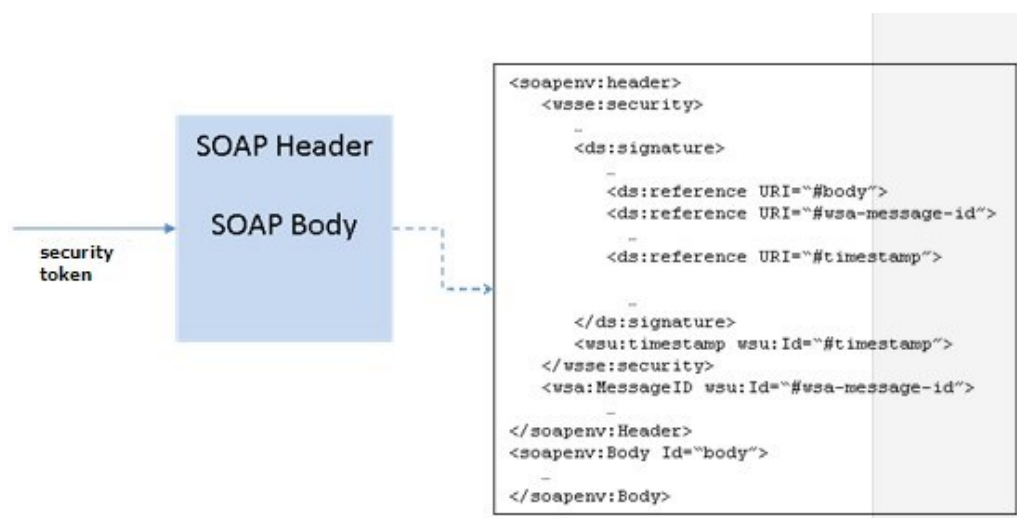 SOAP Header
SOAP Body
security
token
<soapenv:header>
<wsse:security>
…
<ds:signature>
…
<ds:reference URI=“#body”>
<ds:reference URI=“#wsa-message-id”>
…
<ds:reference URI=“#timestamp”>
…
</ds:signature>
<wsu:timestamp wsu:Id=“#timestamp”>
</wsse:security>
<wsa:MessageID wsu:Id=“#wsa-message-id”>
…
</soapenv:Header>
<soapenv:Body Id=“body”>
…
</soapenv:Body>